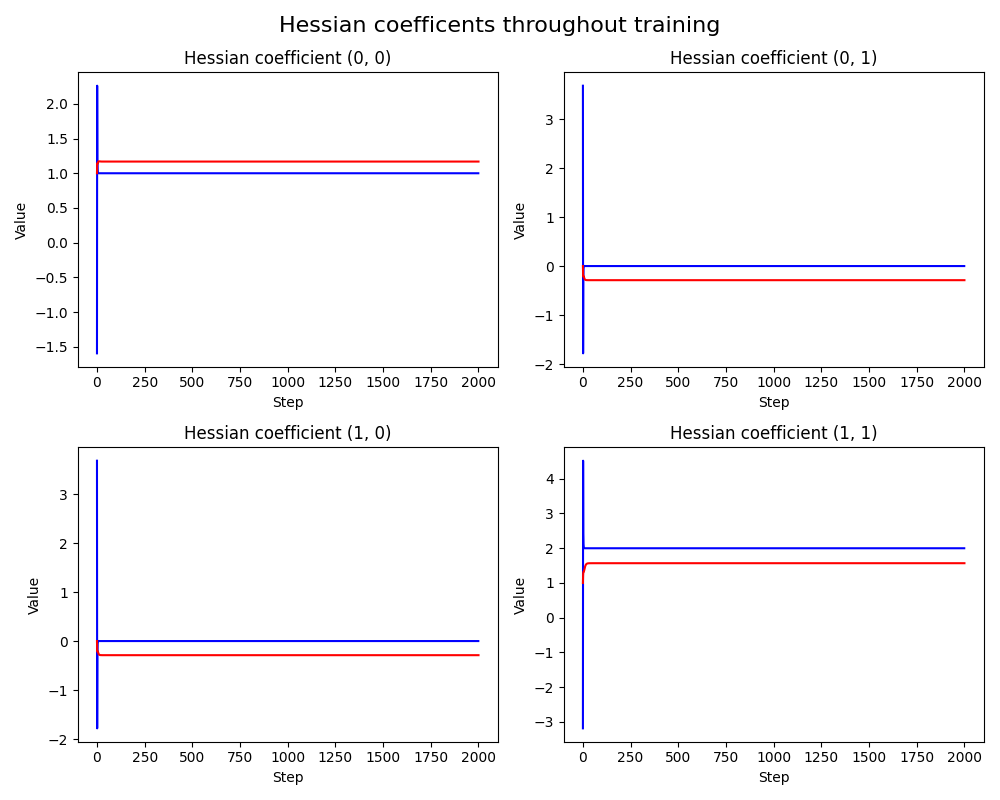 Hessian coefficents throughout training
Hessian coefficient (0, 0)
Value
2.0
1.5
1.0
0.5
0.0
−0.5
−1.0
−1.5
0 250 500 750 1000 1250 1500 1750 2000
Step
Hessian coefficient (0, 1)
Value
3
2
1
0
−1
−2
0 250 500 750 1000 1250 1500 1750 2000
Step
Hessian coefficient (1, 0)
Value
3
2
1
0
−1
−2
0 250 500 750 1000 1250 1500 1750 2000
Step
Hessian coefficient (1, 1)
Value
4
3
2
1
0
−1
−2
−3
0 250 500 750 1000 1250 1500 1750 2000
Step